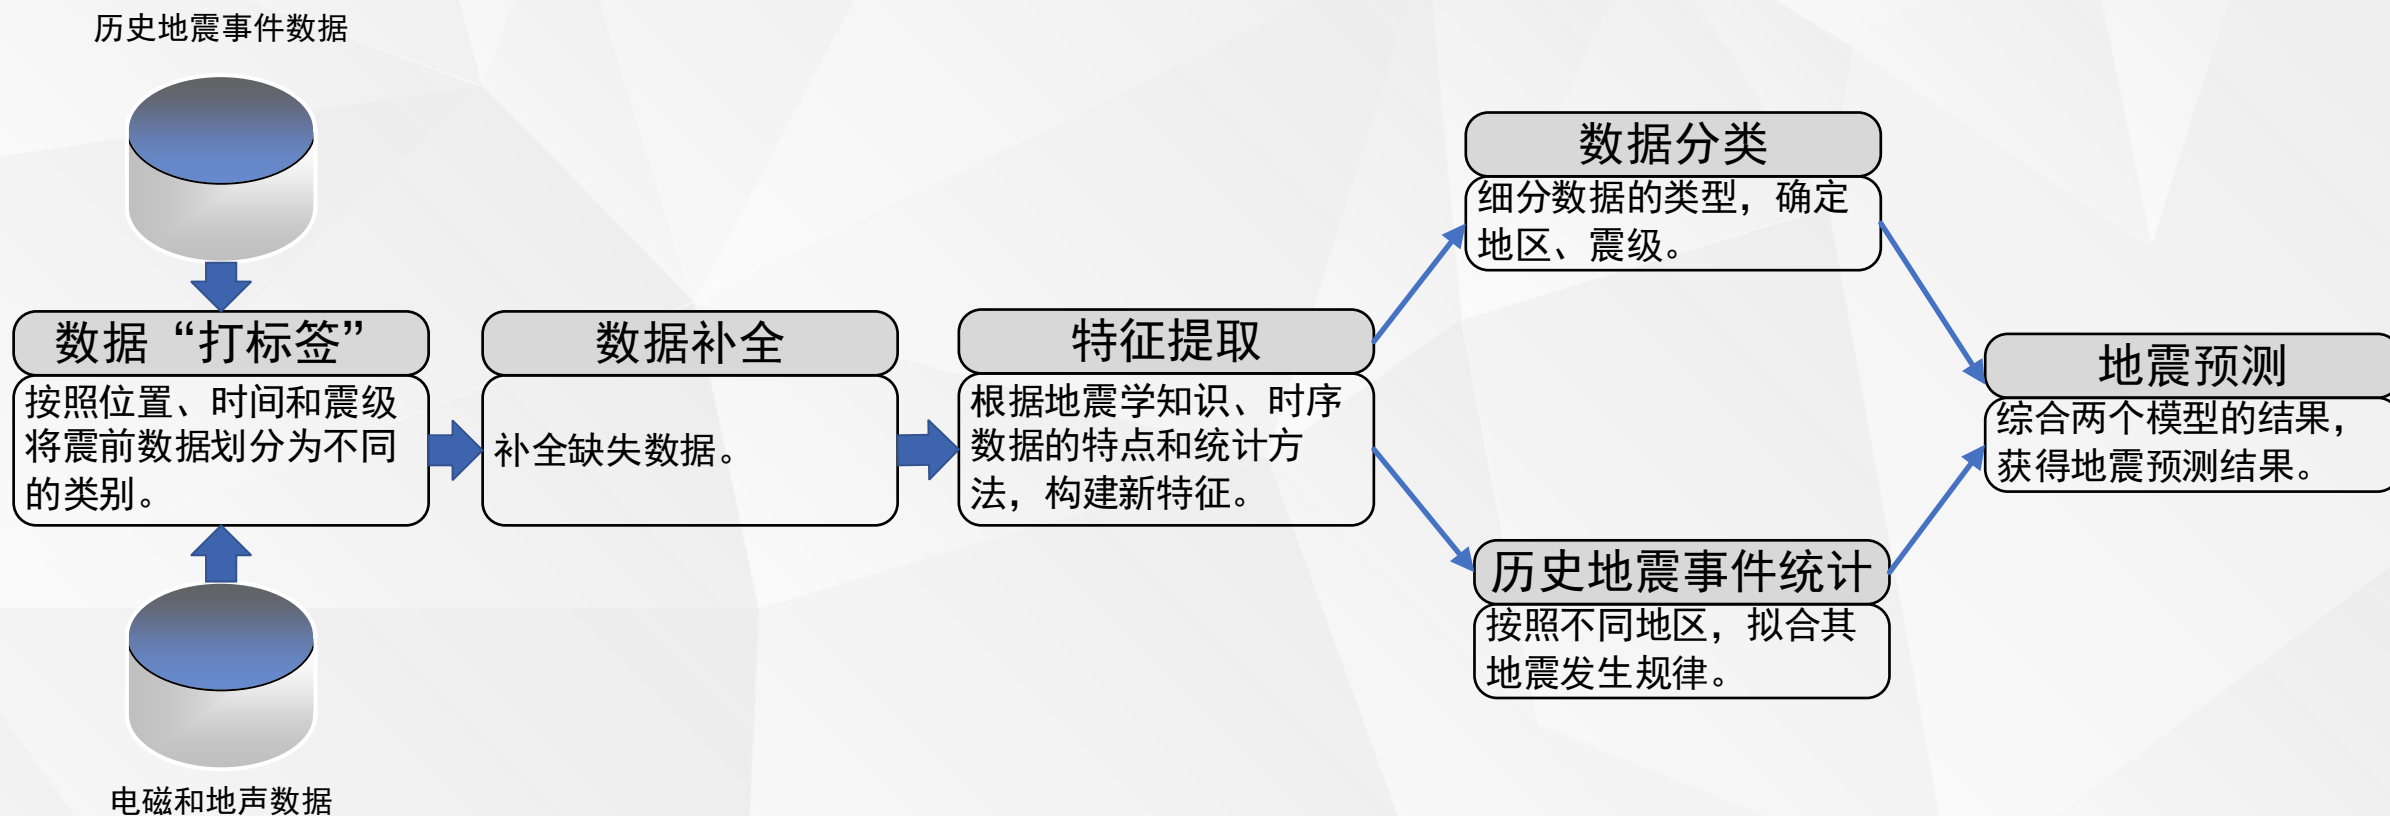 历史地震事件数据
数据“打标签”
按照位置、时间和震级
将震前数据划分为不同
的类别。
电磁和地声数据
数据补全
补全缺失数据。
特征提取
根据地震学知识、时序
数据的特点和统计方
法，构建新特征。
数据分类
细分数据的类型，确定
地区、震级。
历史地震事件统计
按照不同地区，拟合其
地震发生规律。
地震预测
综合两个模型的结果，
获得地震预测结果。